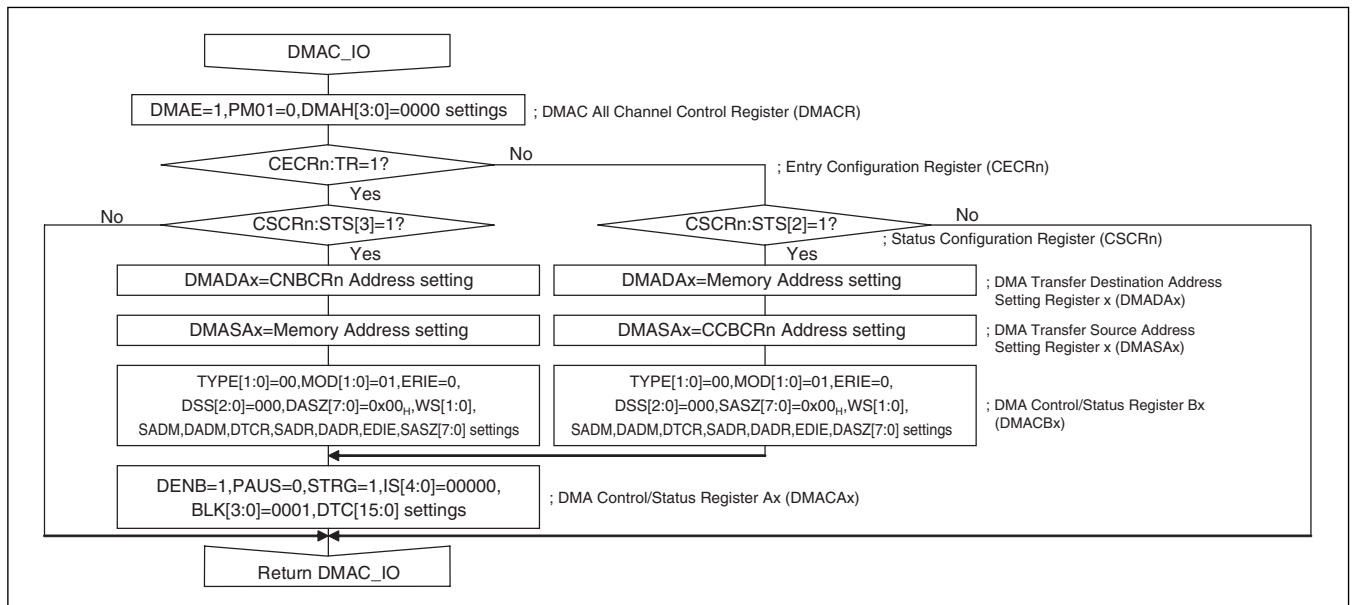 DMAC_IO
DMAE=1,PM01=0,DMAH[3:0]=0000 settings
; DMAC All Channel Control Register (DMACR)
CECRn:TR=1?
No
; Entry Configuration Register (CECRn)
Yes
No
CSCRn:STS[3]=1?
CSCRn:STS[2]=1?
No
; Status Configuration Register (CSCRn)
Yes
Yes
DMADAx=CNBCRn Address setting
DMADAx=Memory Address setting
; DMA Transfer Destination Address
Setting Register x (DMADAx)
DMASAx=Memory Address setting
DMASAx=CCBCRn Address setting
; DMA Transfer Source Address
Setting Register x (DMASAx)
TYPE[1:0]=00,MOD[1:0]=01,ERIE=0,
DSS[2:0]=000,DASZ[7:0]=0x00H,WS[1:0],
SADM,DADM,DTCR,SADR,DADR,EDIE,SASZ[7:0] settings
TYPE[1:0]=00,MOD[1:0]=01,ERIE=0,
DSS[2:0]=000,SASZ[7:0]=0x00H,WS[1:0],
SADM,DADM,DTCR,SADR,DADR,EDIE,DASZ[7:0] settings
; DMA Control/Status Register Bx
(DMACBx)
DENB=1,PAUS=0,STRG=1,IS[4:0]=00000,
BLK[3:0]=0001,DTC[15:0] settings
; DMA Control/Status Register Ax (DMACAx)
Return DMAC_IO